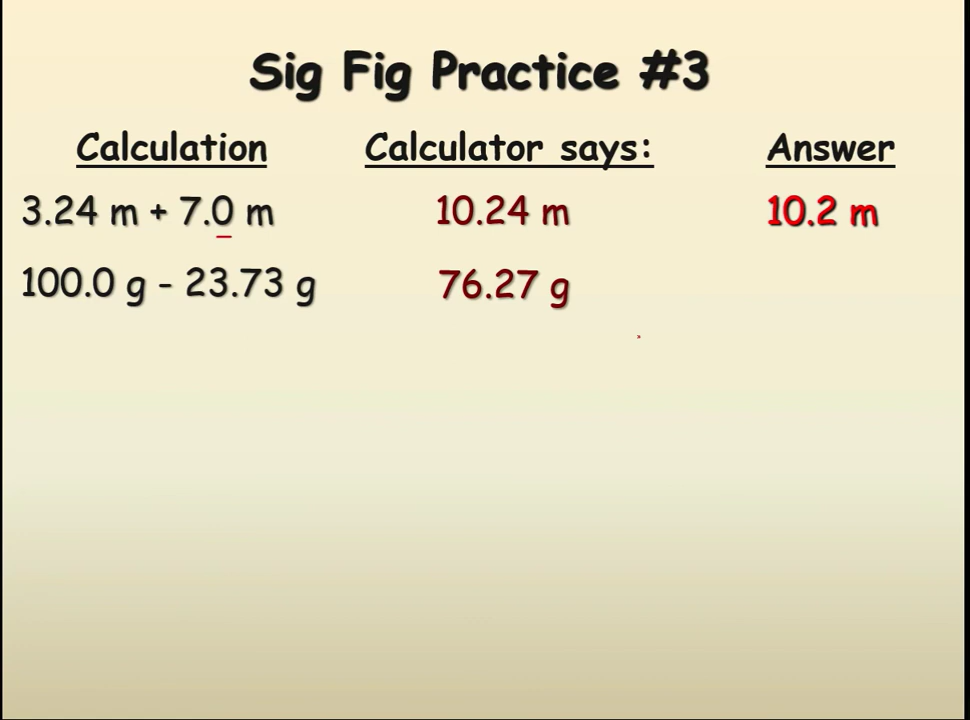 Sig Fig Practice #3
Calculation Calculator says: Answer
3.24 m + 7.0 m 10.24 m 10.2 m
100.0 g - 23.73 g 76.27 g